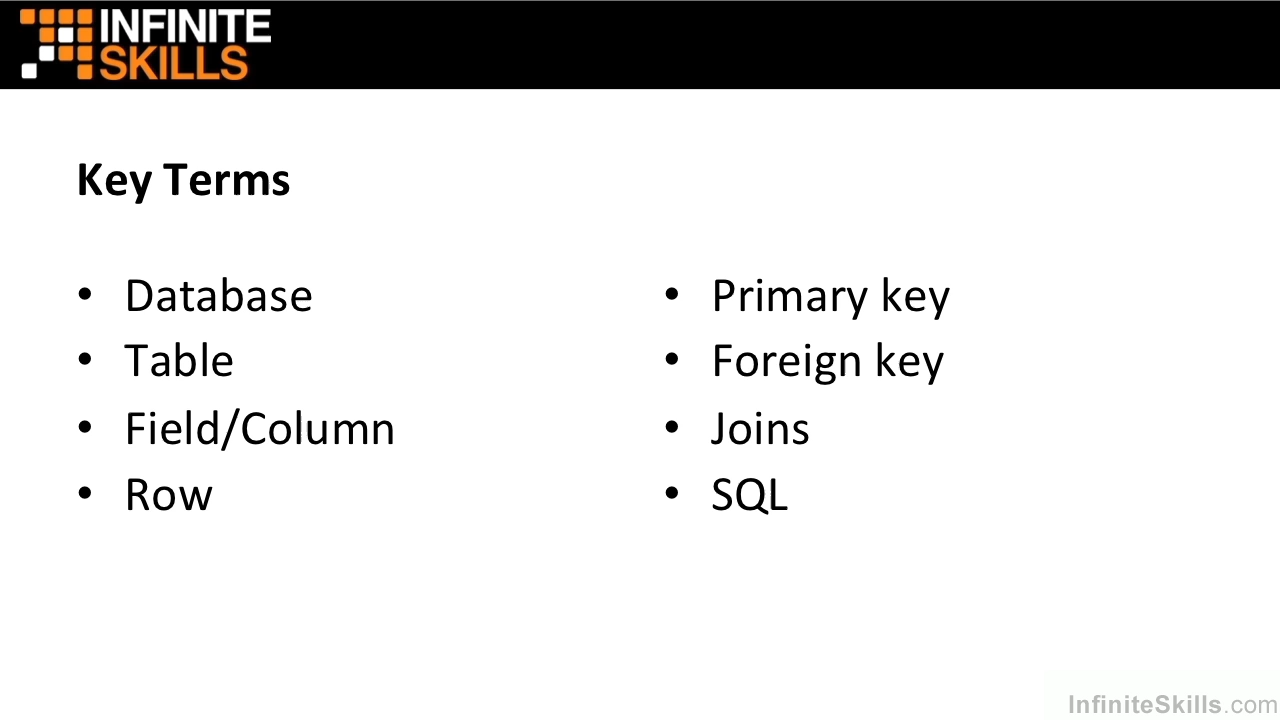 INFINITE
SKILLS
Key Terms
• Database
• Table
• Field/Column
• Row
• Primary key
• Foreign key
• Joins
• SQL
InfiniteSkills.com